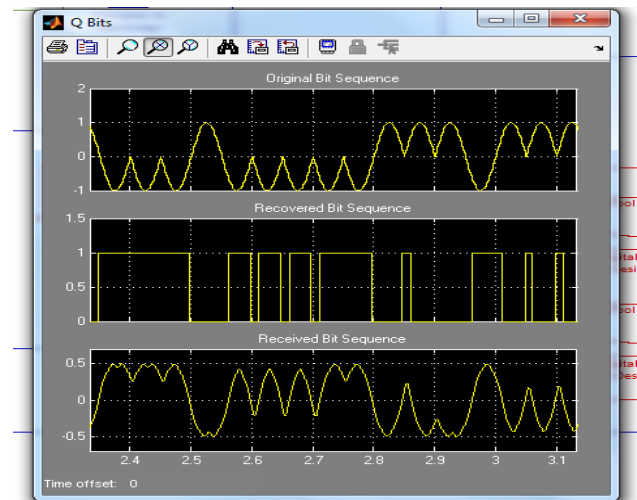 Q Bits
Original Bit Sequence
2
1
0
-1
Recovered Bit Sequence
1.5
1
0.5
0
Received Bit Sequence
0.5
0
-0.5
2.4 2.5 2.6 2.7 2.8 2.9 3 3.1
Time offset: 0